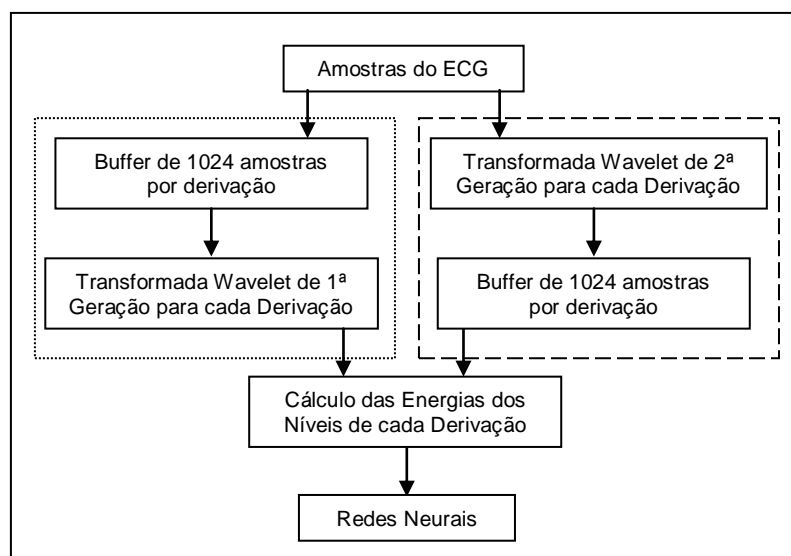 Amostras do ECG
Buffer de 1024 amostras
por derivação
Transformada Wavelet de 1ª
Geração para cada Derivação
Transformada Wavelet de 2ª
Geração para cada Derivação
Buffer de 1024 amostras
por derivação
Cálculo das Energias dos
Níveis de cada Derivação
Redes Neurais